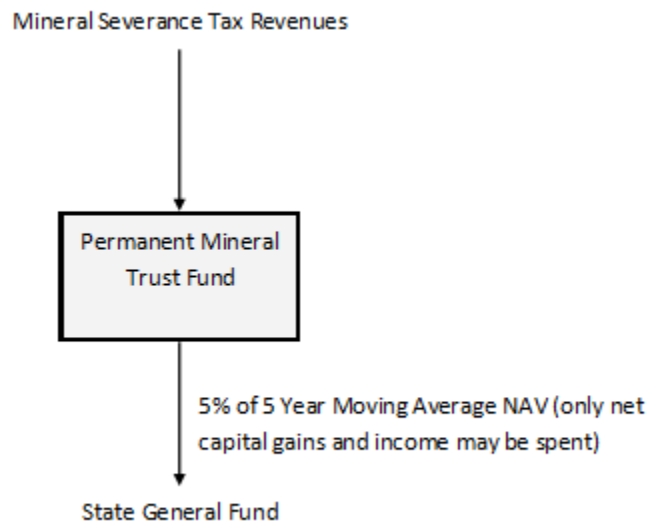 Mineral Severance Tax Revenues
Permanent Mineral
Trust Fund
5% of 5 Year Moving Average NAV (only net
capital gains and income may be spent)
State General Fund